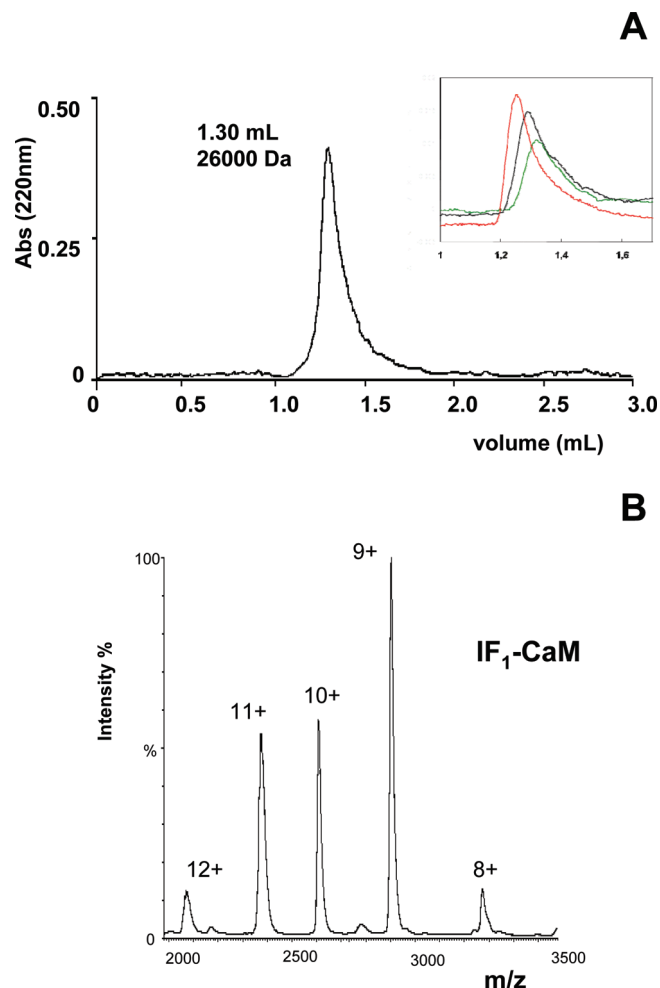 A
0.50
1.30 mL
26000 Da
Abs (220nm)
0.25
0
0 0.5 1.0 1.5 2.0 2.5 3.0
volume (mL)
1 1,2 1,4 1,6
B
9+
100
IF₁-CaM
11+
10+
Intensity %
%
12+
8+
0
2000 2500 3000 3500
m/z